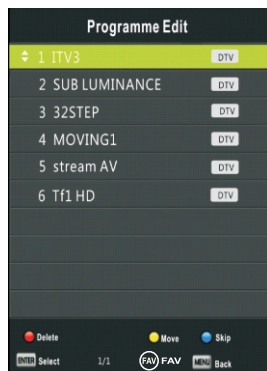 Programme Edit
1 ITV3 DTV
2 SUB LUMINANCE DTV
3 32STEP DTV
4 MOVING1 DTV
5 stream AV DTV
6 Tf1 HD DTV
Delete Move Skip
ENTER Select 1/1 FAV FAV MENU Back